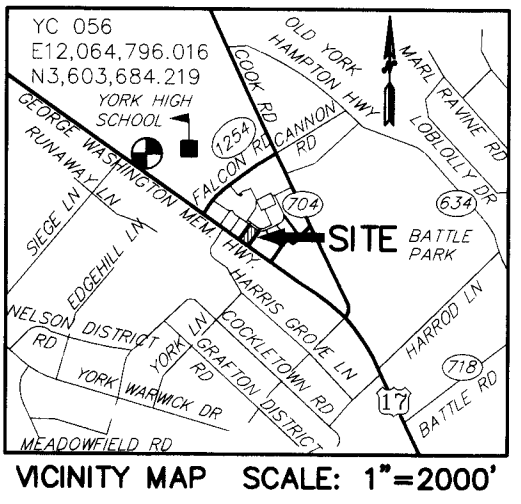 YC 056
E12,064,796.016
N3,603,684.219
YORK HIGH
SCHOOL
GEORGE WASHINGTON MEM. HWY.
RUNAWAY LN
SIEGE LN
EDGEHILL LN
NELSON DISTRICT
RD
YORK WARWICK DR
MEADOWFIELD RD
YORK LN
RD
GRAFTON DISTRICT
COCKLETOWN RD
HARRIS GROVE LN
1254
FALCON RD
CANNON
RD
COOK RD
OLD YORK
HAMPTON HWY
MARL RAVINE RD
LOBLOLLY DR
634
704
SITE
BATTLE
PARK
HARROD LN
718
BATTLE RD
17
VICINITY MAP SCALE: 1"=2000'